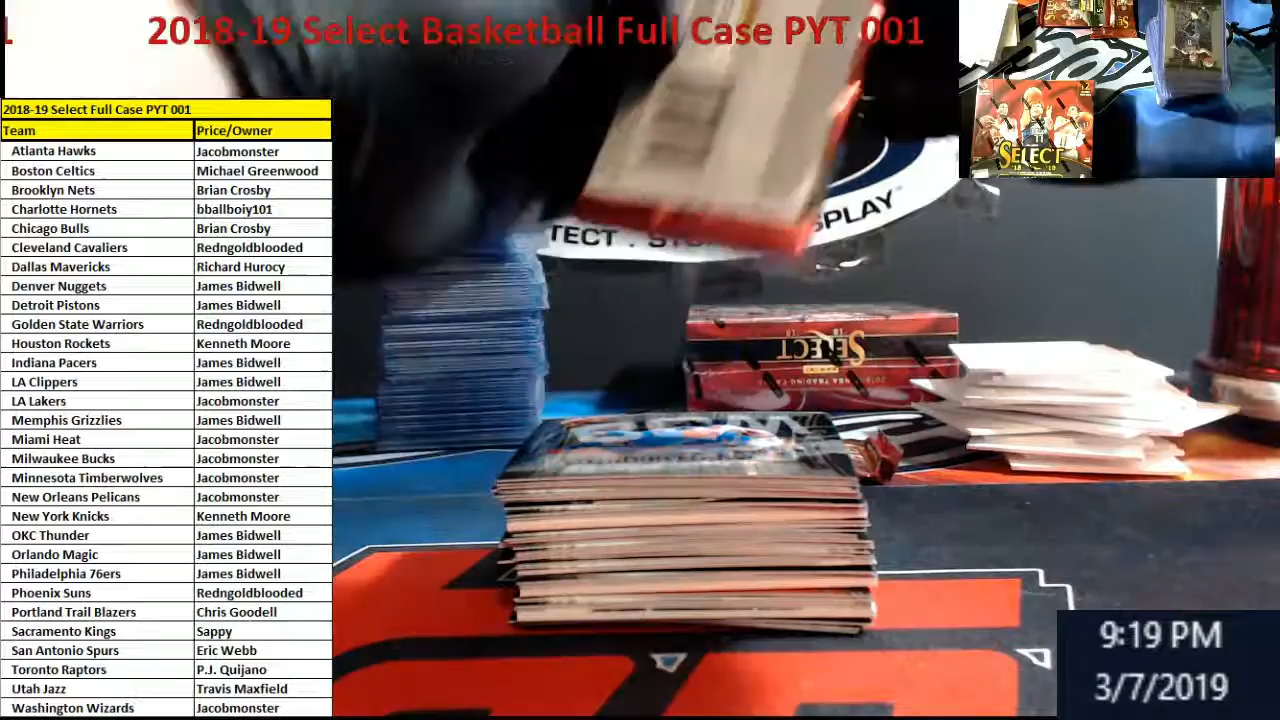 1
2018-19 Select Basketball Full Case PYT 001
2018-19 Select Full Case PYT 001
Team Price/Owner
Atlanta Hawks Jacobmonster
Boston Celtics Michael Greenwood
Brooklyn Nets Brian Crosby
Charlotte Hornets bballboiy101
Chicago Bulls Brian Crosby
Cleveland Cavaliers Redngoldblooded
Dallas Mavericks Richard Hurocy
Denver Nuggets James Bidwell
Detroit Pistons James Bidwell
Golden State Warriors Redngoldblooded
Houston Rockets Kenneth Moore
Indiana Pacers James Bidwell
LA Clippers James Bidwell
LA Lakers Jacobmonster
Memphis Grizzlies James Bidwell
Miami Heat Jacobmonster
Milwaukee Bucks Jacobmonster
Minnesota Timberwolves Jacobmonster
New Orleans Pelicans Jacobmonster
New York Knicks Kenneth Moore
OKC Thunder James Bidwell
Orlando Magic James Bidwell
Philadelphia 76ers James Bidwell
Phoenix Suns Redngoldblooded
Portland Trail Blazers Chris Goodell
Sacramento Kings Sappy
San Antonio Spurs Eric Webb
Toronto Raptors P.J. Quijano
Utah Jazz Travis Maxfield
Washington Wizards Jacobmonster
SELECT
TECT . STO SPLAY™
SELECT
9:19 PM
3/7/2019